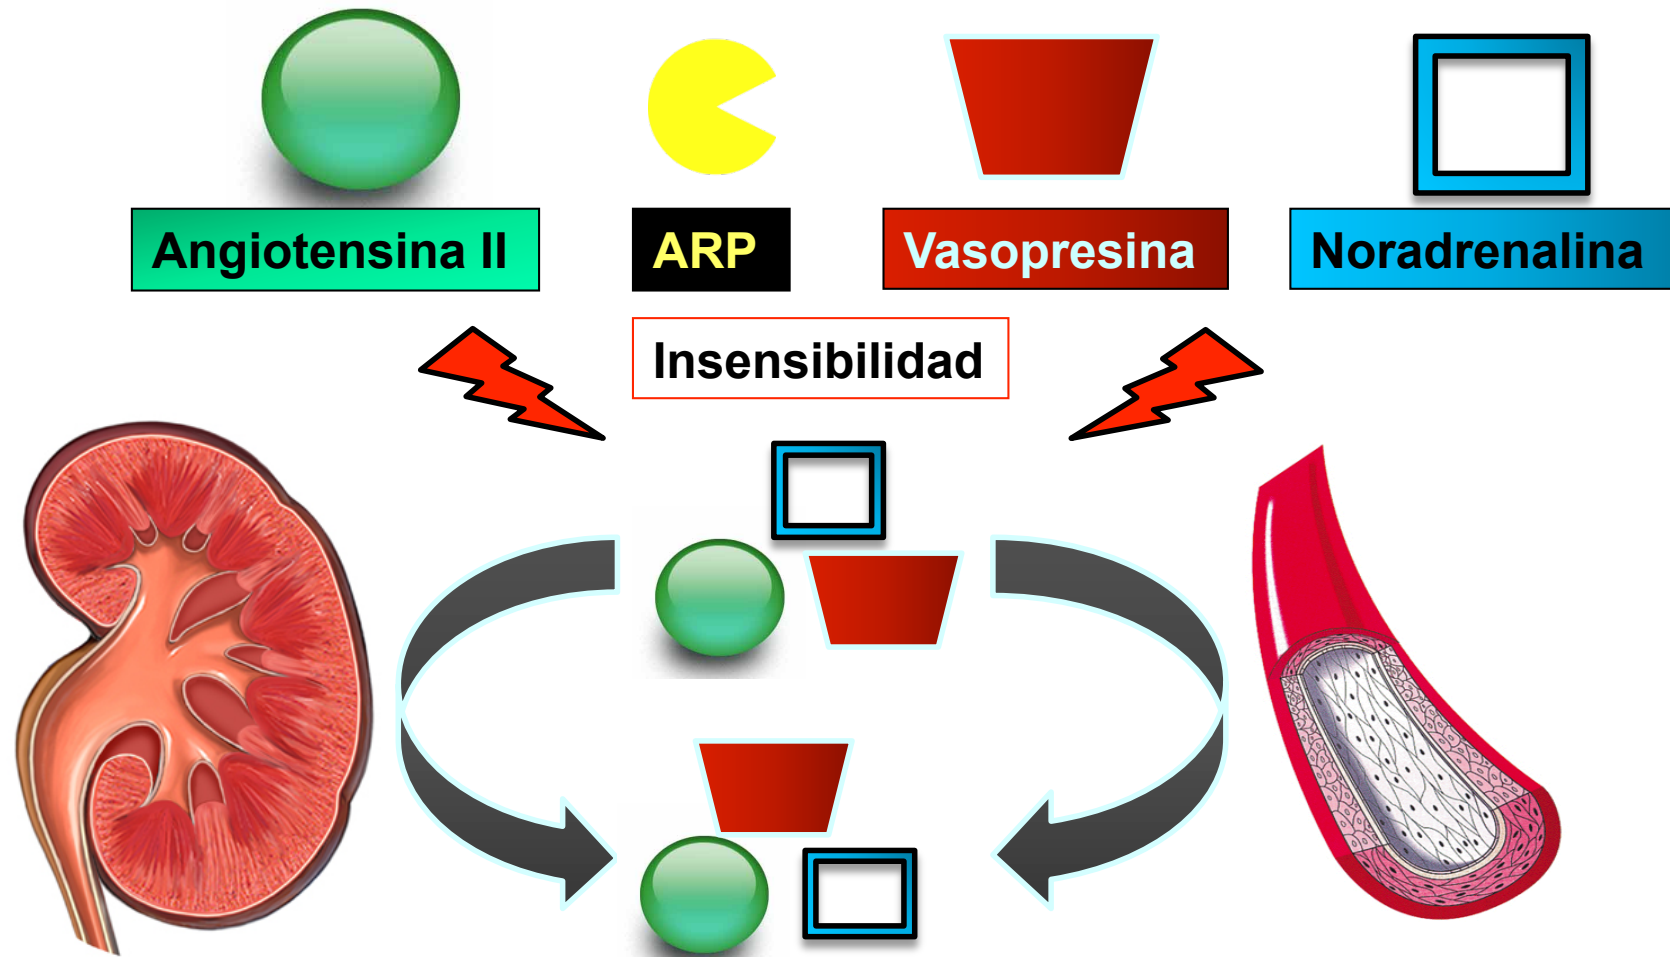 Angiotensina II
ARP
Vasopresina
Noradrenalina
Insensibilidad